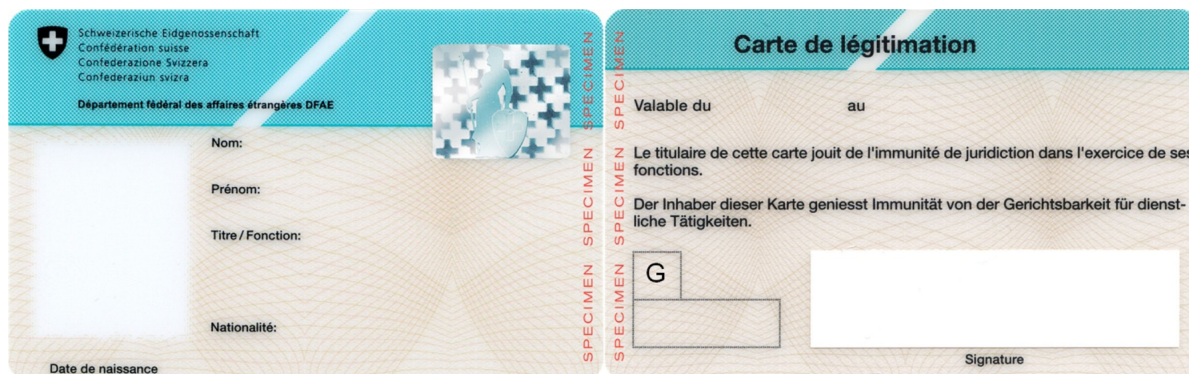 Schweizerische Eidgenossenschaft
Confédération suisse
Confederazione Svizzera
Confederaziun svizra
Département fédéral des affaires étrangères DFAE
Nom:
Prénom:
Titre / Fonction:
Nationalité:
Date de naissance
SPECIMEN SPECIMEN SPECIMEN
SPECIMEN SPECIMEN SPECIMEN
Carte de légitimation
Valable du au
Le titulaire de cette carte jouit de l'immunité de juridiction dans l'exercice de ses
fonctions.
Der Inhaber dieser Karte geniesst Immunität von der Gerichtsbarkeit für dienst-
liche Tätigkeiten.
G
Signature